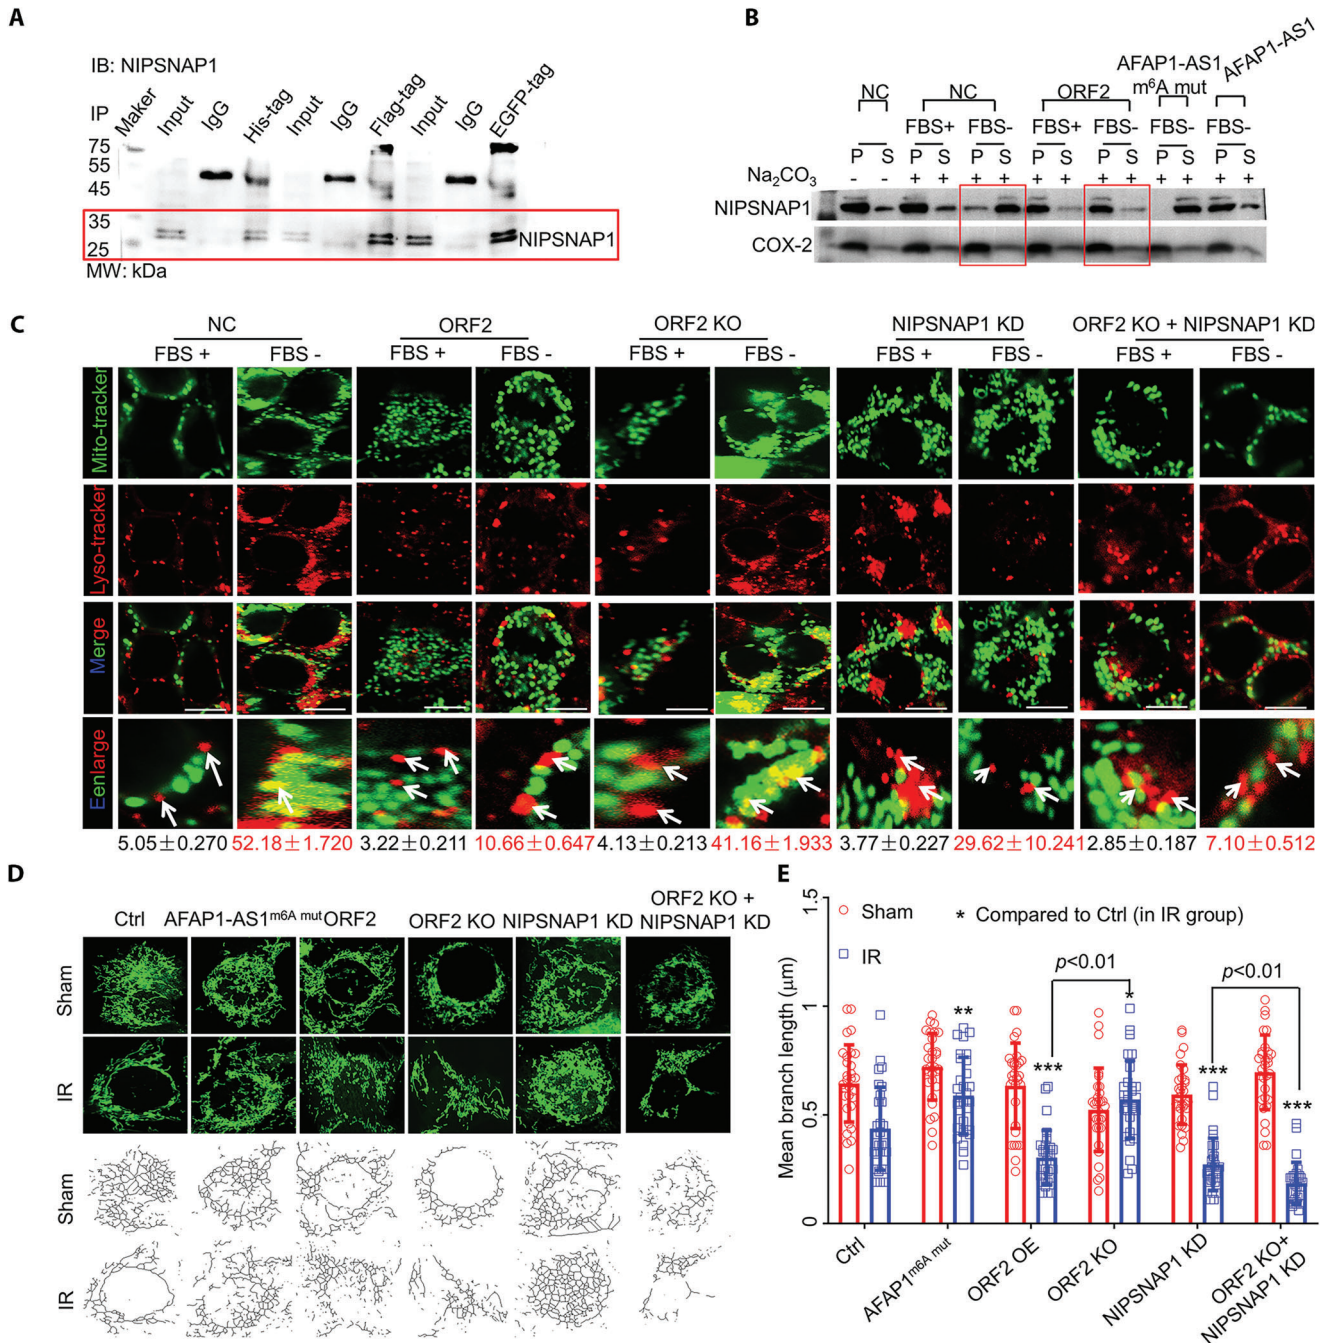 A
IB: NIPSNAP1
IP
Maker
Input
IgG
His-tag
Input
IgG
Flag-tag
Input
IgG
EGFP-tag
75
55
45
35
25
NIPSNAP1
MW: kDa
B
AFAP1-AS1
m⁶A mut
AFAP1-AS1
NC
NC
ORF2
FBS+ FBS- FBS+ FBS- FBS- FBS-
P S P S P S P S P S P S P S
Na₂CO₃ - - + + + + + + + + + + + +
NIPSNAP1
COX-2
C
NC ORF2 ORF2 KO NIPSNAP1 KD ORF2 KO + NIPSNAP1 KD
FBS + FBS - FBS + FBS - FBS + FBS - FBS + FBS - FBS + FBS -
Mito-tracker
Lyso-tracker
Merge
Eenlarge
5.05±0.270 52.18±1.720 3.22±0.211 10.66±0.647 4.13±0.213 41.16±1.933 3.77±0.227 29.62±10.241 2.85±0.187 7.10±0.512
D
Ctrl AFAP1-AS1m6A mut ORF2 ORF2 KO NIPSNAP1 KD ORF2 KO +
NIPSNAP1 KD
Sham
IR
Sham
IR
E
Mean branch length (μm)
1.5
1
0.5
0
Sham
IR
* Compared to Ctrl (in IR group)
p<0.01
p<0.01
**
***
*
***
***
Ctrl
AFAP1m6A mut
ORF2 OE
ORF2 KO
NIPSNAP1 KD
ORF2 KO+
NIPSNAP1 KD